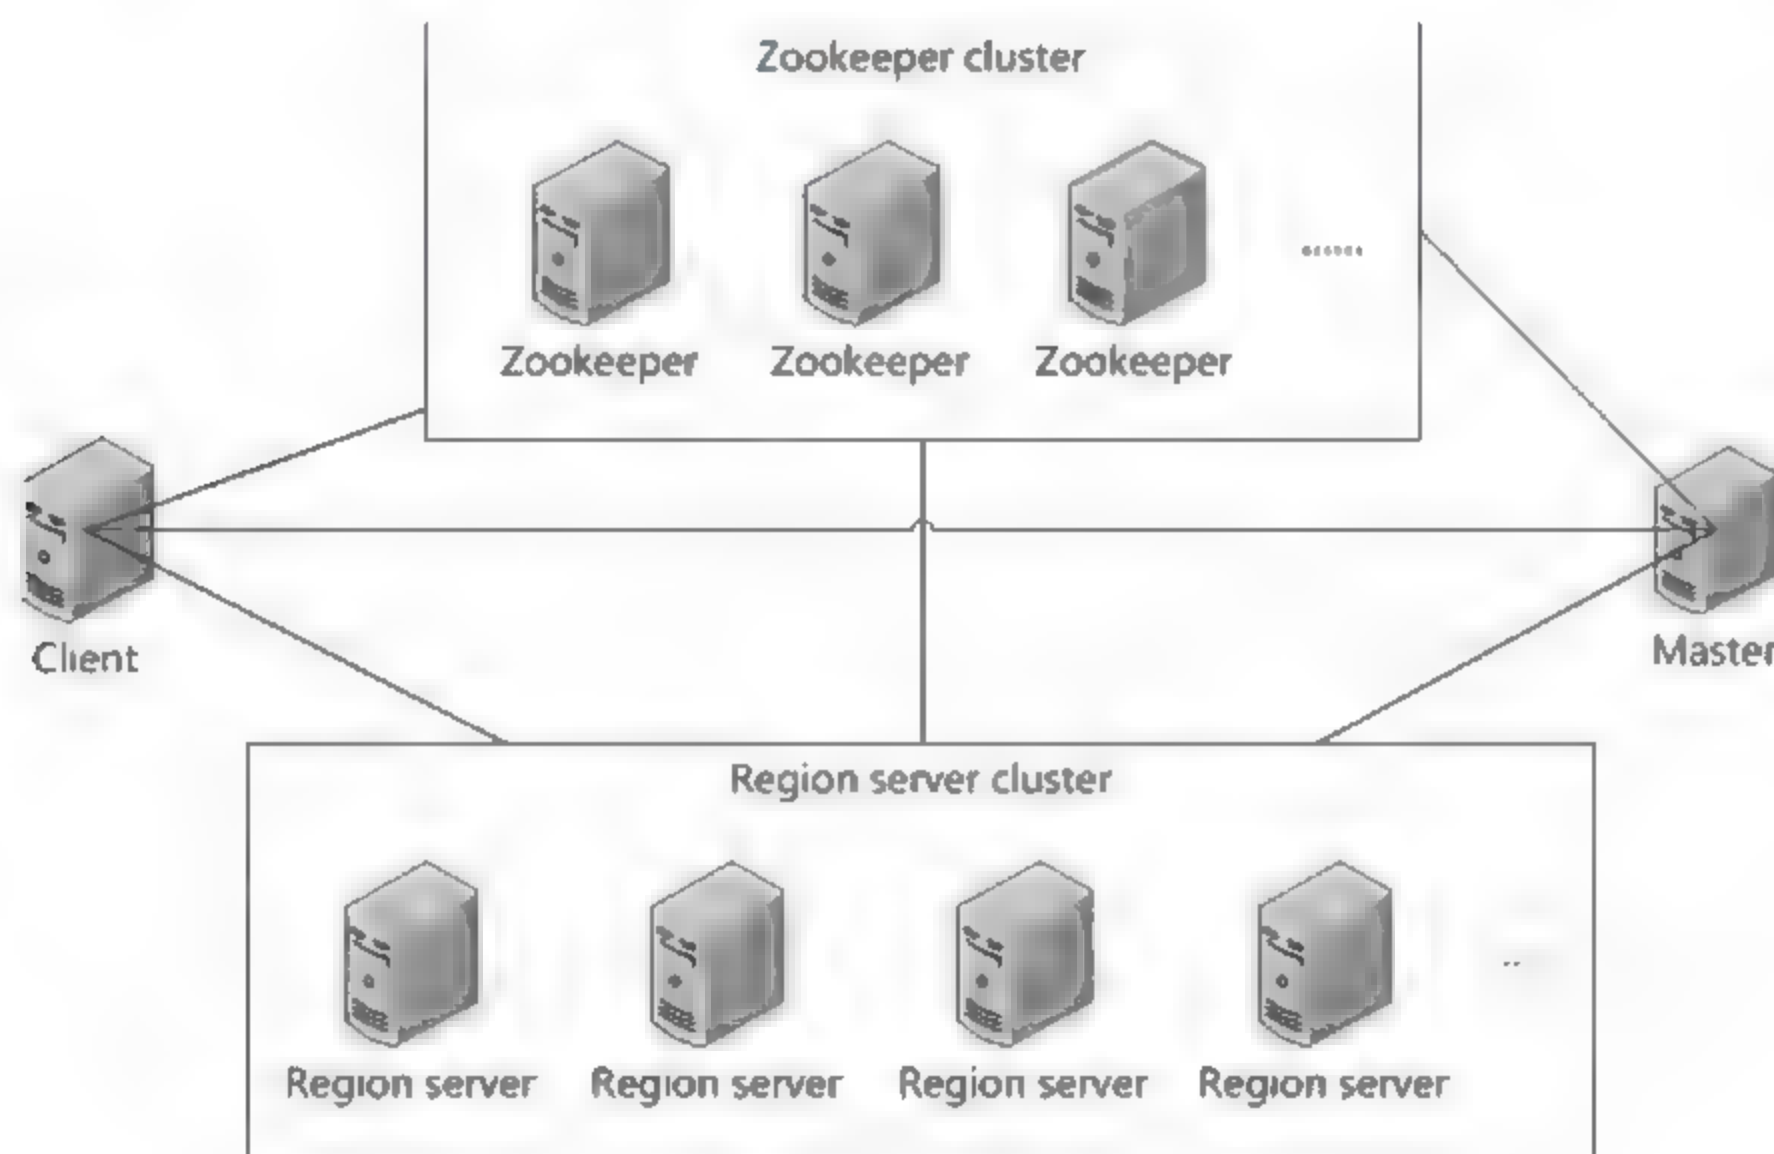 Zookeeper cluster
Zookeeper Zookeeper Zookeeper ......
Client
Master
Region server cluster
Region server Region server Region server Region server ..